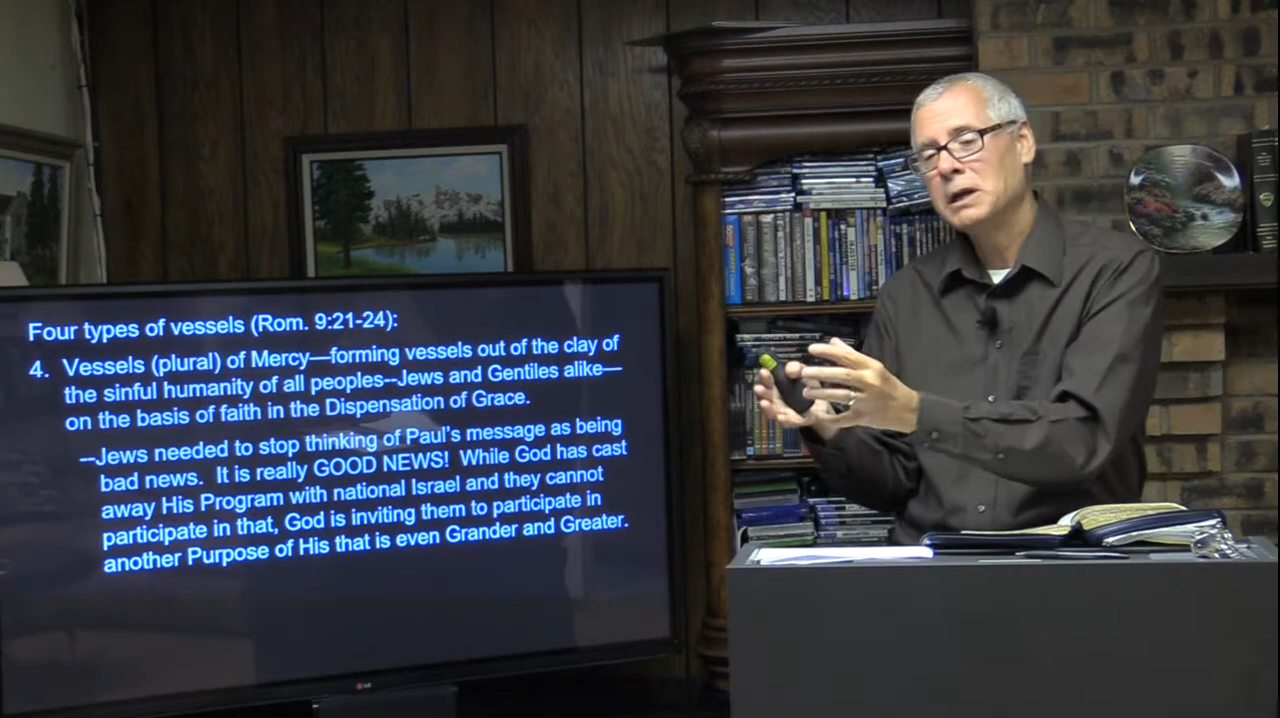 Four types of vessels (Rom. 9:21-24):
4. Vessels (plural) of Mercy—forming vessels out of the clay of
the sinful humanity of all peoples--Jews and Gentiles alike—
on the basis of faith in the Dispensation of Grace.
--Jews needed to stop thinking of Paul's message as being
bad news. It is really GOOD NEWS! While God has cast
away His Program with national Israel and they cannot
participate in that, God is inviting them to participate in
another Purpose of His that is even Grander and Greater.
LG